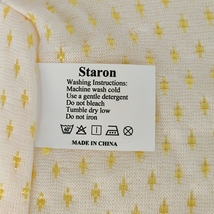 Staron
Washing Instructions:
Machine wash cold
Use a gentle detergent
Do not bleach
Tumble dry low
Do not iron
MADE IN CHINA